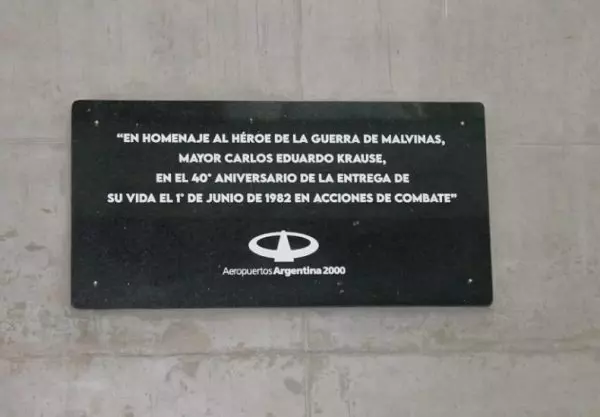 “EN HOMENAJE AL HÉROE DE LA GUERRA DE MALVINAS,
MAYOR CARLOS EDUARDO KRAUSE,
EN EL 40° ANIVERSARIO DE LA ENTREGA DE
SU VIDA EL 1° DE JUNIO DE 1982 EN ACCIONES DE COMBATE”
Aeropuertos Argentina 2000